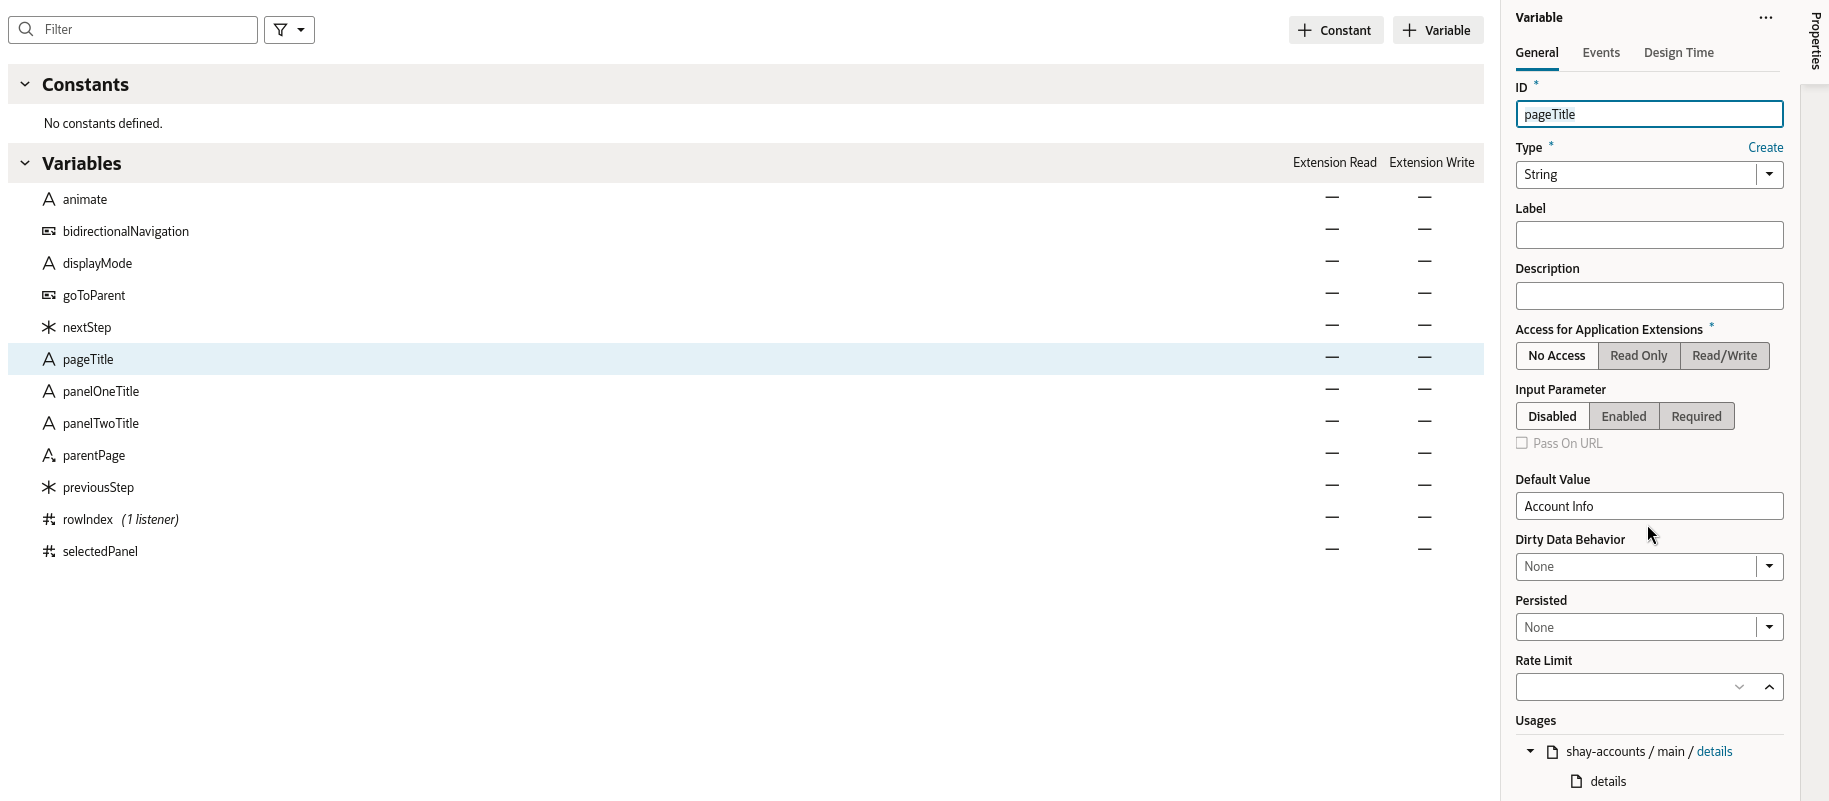 Filter
Constant
Variable
Constants
No constants defined.
Variables
Extension Read
Extension Write
animate
bidirectionalNavigation
displayMode
goToParent
nextStep
pageTitle
panelOneTitle
panelTwoTitle
parentPage
previousStep
rowIndex (1 listener)
selectedPanel
Variable
General Events Design Time
ID *
pageTitle
Type * Create
String
Label
Description
Access for Application Extensions *
No Access Read Only Read/Write
Input Parameter
Disabled Enabled Required
Pass On URL
Default Value
Account Info
Dirty Data Behavior
None
Persisted
None
Rate Limit
Usages
shay-accounts / main / details
details
Properties